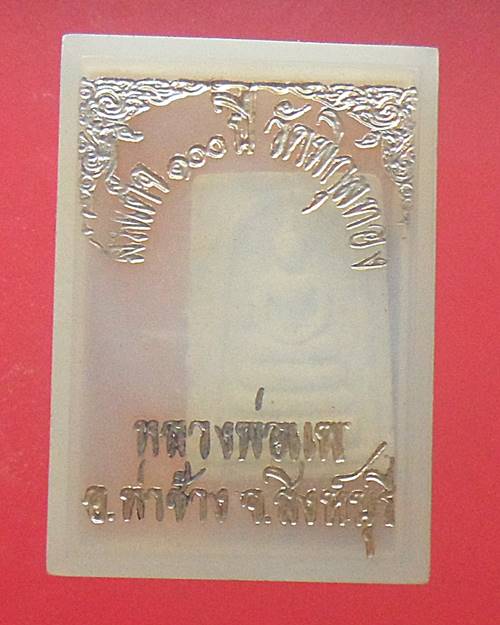 สมเด็จ ๑๐๐ ปี วัดพิกุลทอง
หลวงพ่อแพ
อ.ท่าช้าง จ.สิงห์บุรี